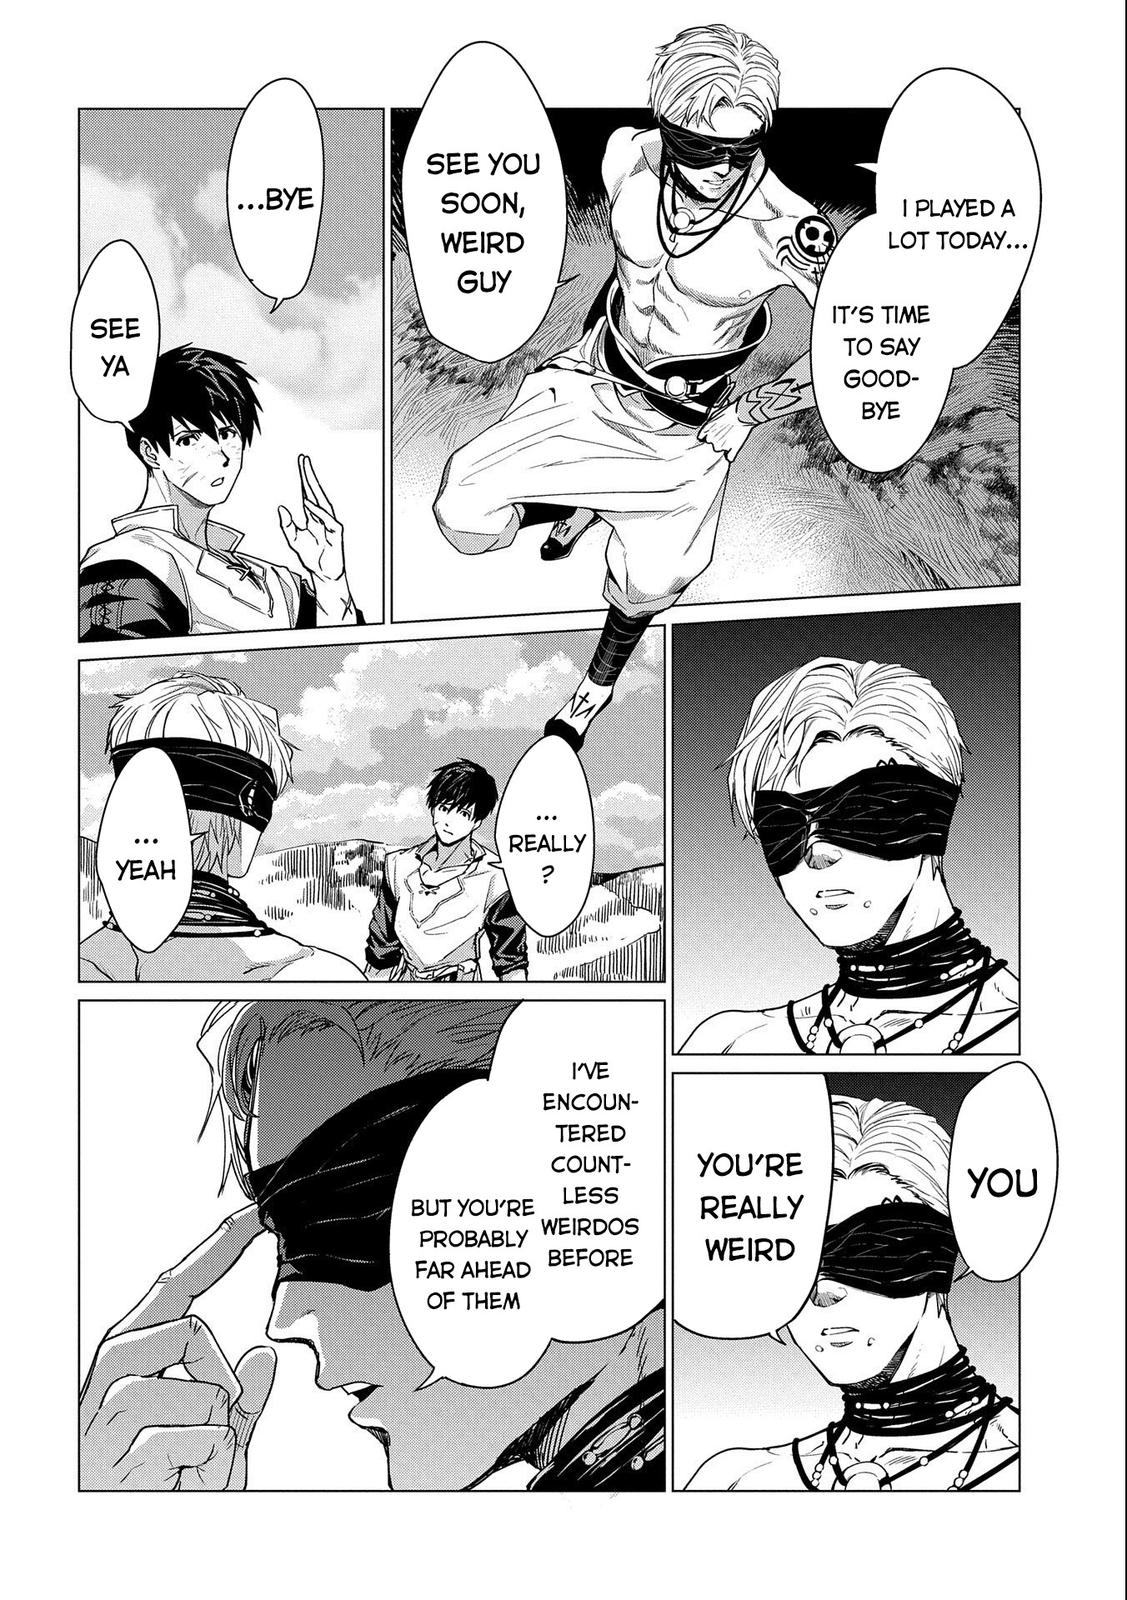 I PLAYED A
LOT TODAY...
IT'S TIME
TO SAY
GOOD-
BYE
SEE YOU
SOON,
WEIRD
GUY
...BYE
SEE
YA
...
REALLY
?
...
YEAH
YOU
YOU'RE
REALLY
WEIRD
I'VE
ENCOUN-
TERED
COUNT-
LESS
WEIRDOS
BEFORE
BUT YOU'RE
PROBABLY
FAR AHEAD
OF THEM